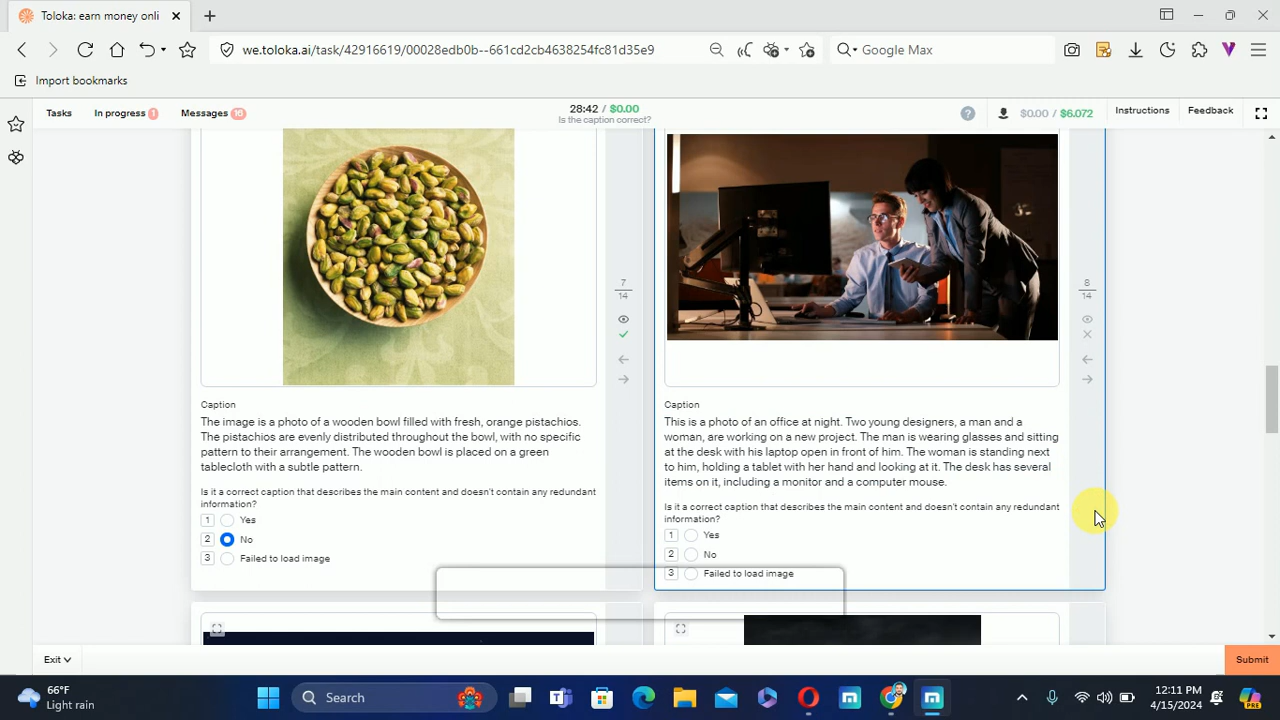 Toloka: earn money onli
we.toloka.ai/task/42916619/00028edb0b--661cd2cb4638254fc81d35e9
Google Max
Import bookmarks
Tasks
In progress 1
Messages 16
28:42 / $0.00
Is the caption correct?
?
$0.00 / $6.072
Instructions
Feedback
7
14
8
14
Caption
The image is a photo of a wooden bowl filled with fresh, orange pistachios.
The pistachios are evenly distributed throughout the bowl, with no specific
pattern to their arrangement. The wooden bowl is placed on a green
tablecloth with a subtle pattern.
Is it a correct caption that describes the main content and doesn't contain any redundant
information?
1 Yes
2 No
3 Failed to load image
Caption
This is a photo of an office at night. Two young designers, a man and a
woman, are working on a new project. The man is wearing glasses and sitting
at the desk with his laptop open in front of him. The woman is standing next
to him, holding a tablet with her hand and looking at it. The desk has several
items on it, including a monitor and a computer mouse.
Is it a correct caption that describes the main content and doesn't contain any redundant
information?
1 Yes
2 No
3 Failed to load image
Exit
Submit
66°F
Light rain
Search
12:11 PM
4/15/2024
PRE